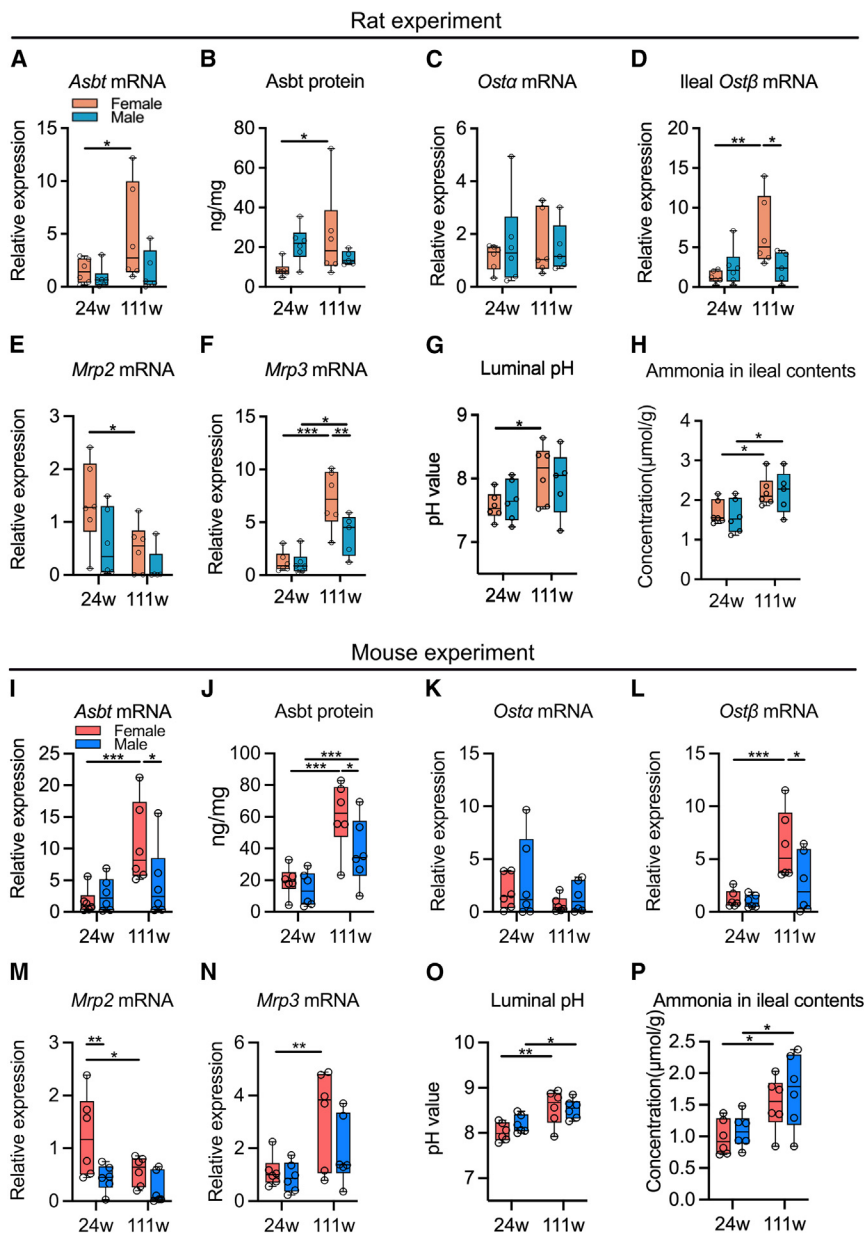 Rat experiment
A
Asbt mRNA
Female
Male
Relative expression
15
10
5
0
*
24w 111w
B
Asbt protein
ng/mg
80
60
40
20
0
*
24w 111w
C
Ostα mRNA
Relative expression
6
4
2
0
24w 111w
D
Ileal Ostβ mRNA
Relative expression
20
15
10
5
0
** *
24w 111w
E
Mrp2 mRNA
Relative expression
3
2
1
0
*
24w 111w
F
Mrp3 mRNA
Relative expression
15
10
5
0
*
*** **
24w 111w
G
Luminal pH
pH value
9
8
7
*
24w 111w
H
Ammonia in ileal contents
Concentration(μmol/g)
4
3
2
1
0
*
*
24w 111w
Mouse experiment
I
Asbt mRNA
Female
Male
Relative expression
25
20
15
10
5
0
*** *
24w 111w
J
Asbt protein
ng/mg
100
80
60
40
20
0
***
*** *
24w 111w
K
Ostα mRNA
Relative expression
15
10
5
0
24w 111w
L
Ostβ mRNA
Relative expression
15
10
5
0
*** *
24w 111w
M
Mrp2 mRNA
Relative expression
3
2
1
0
**
*
24w 111w
N
Mrp3 mRNA
Relative expression
6
4
2
0
**
24w 111w
O
Luminal pH
pH value
10
9
8
7
*
**
24w 111w
P
Ammonia in ileal contents
Concentration(μmol/g)
2.5
2.0
1.5
1.0
0.5
0.0
*
*
24w 111w